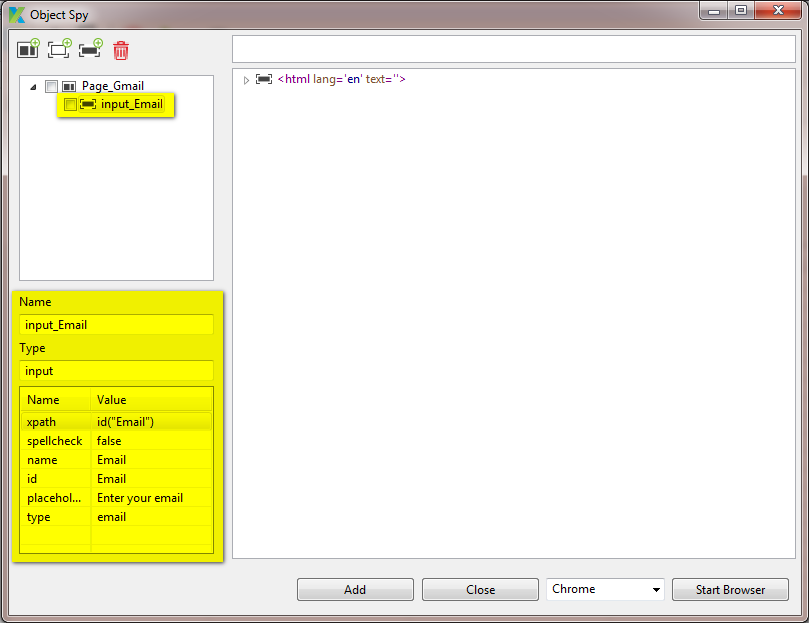 Object Spy
Page_Gmail
input_Email
<html lang='en' text=''>
Name
input_Email
Type
input
Name Value
xpath id("Email")
spellcheck false
name Email
id Email
placehol... Enter your email
type email
Add Close Chrome Start Browser